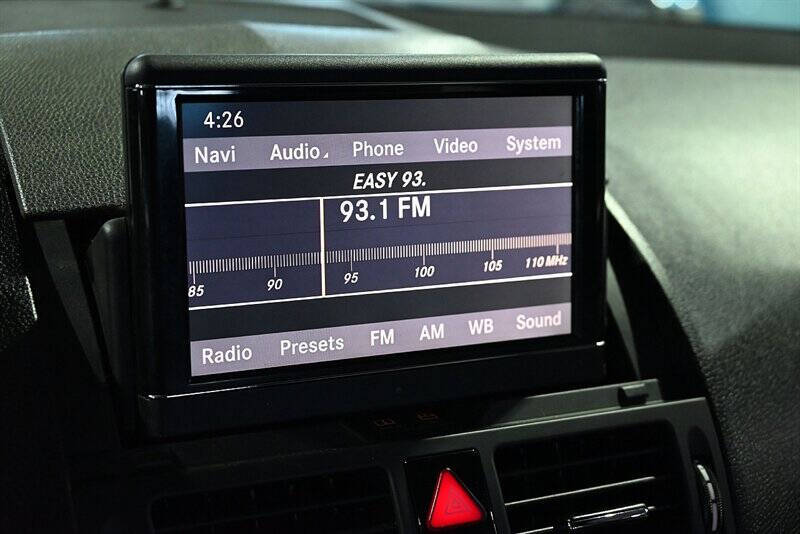 4:26
Navi Audio Phone Video System
EASY 93.
93.1 FM
85 90 95 100 105 110 MHz
Radio Presets FM AM WB Sound